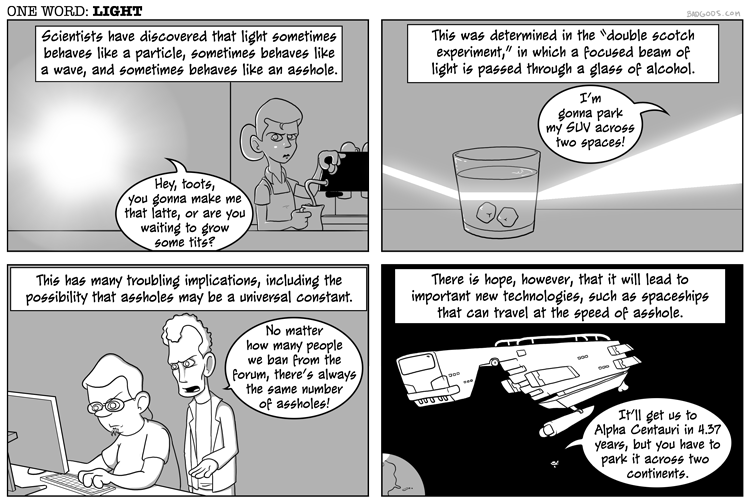 ONE WORD: LIGHT
BADGODS.com
Scientists have discovered that light sometimes
behaves like a particle, sometimes behaves like
a wave, and sometimes behaves like an asshole.
Hey, toots,
you gonna make me
that latte, or are you
waiting to grow
some tits?
This was determined in the "double scotch
experiment," in which a focused beam of
light is passed through a glass of alcohol.
I'm
gonna park
my SUV across
two spaces!
This has many troubling implications, including the
possibility that assholes may be a universal constant.
No matter
how many people
we ban from the
forum, there's always
the same number
of assholes!
There is hope, however, that it will lead to
important new technologies, such as spaceships
that can travel at the speed of asshole.
It'll get us to
Alpha Centauri in 4.37
years, but you have to
park it across two
continents.